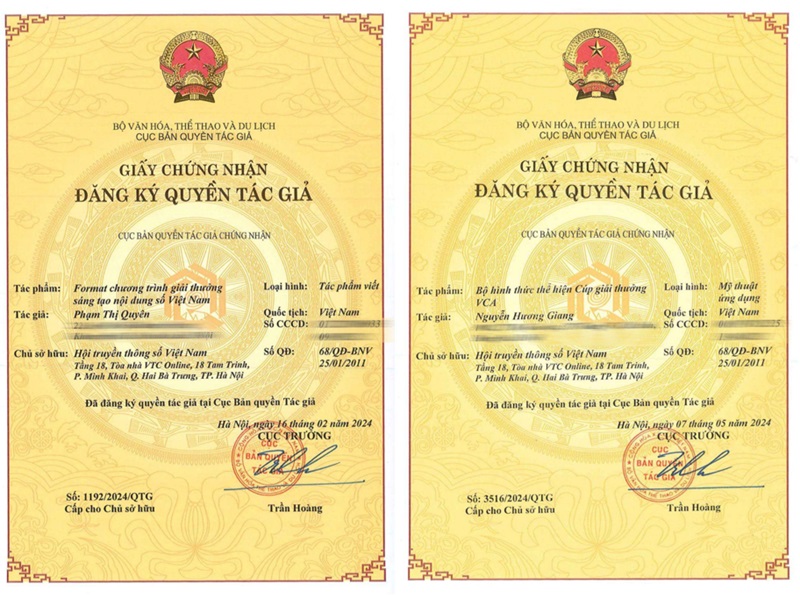 BỘ VĂN HÓA, THỂ THAO VÀ DU LỊCH
CỤC BẢN QUYỀN TÁC GIẢ
GIẤY CHỨNG NHẬN
ĐĂNG KÝ QUYỀN TÁC GIẢ
CỤC BẢN QUYỀN TÁC GIẢ CHỨNG NHẬN
Tác phẩm: Format chương trình giải thưởng sáng tạo nội dung số Việt Nam
Loại hình: Tác phẩm viết
Tác giả: Phạm Thị Quyên
Quốc tịch: Việt Nam
Số CCCD:
Chủ sở hữu: Hội truyền thông số Việt Nam
Số QĐ: 68/QĐ-BNV
Tầng 18, Tòa nhà VTC Online, 18 Tam Trinh,
25/01/2011
P. Minh Khai, Q. Hai Bà Trưng, TP. Hà Nội
Đã đăng ký quyền tác giả tại Cục Bản quyền Tác giả
Hà Nội, ngày 16 tháng 02 năm 2024
CỤC TRƯỞNG
CỤC
BẢN QUYỀN
TÁC GIẢ
Số: 1192/2024/QTG
Cấp cho Chủ sở hữu
Trần Hoàng
BỘ VĂN HÓA, THỂ THAO VÀ DU LỊCH
CỤC BẢN QUYỀN TÁC GIẢ
GIẤY CHỨNG NHẬN
ĐĂNG KÝ QUYỀN TÁC GIẢ
CỤC BẢN QUYỀN TÁC GIẢ CHỨNG NHẬN
Tác phẩm: Bộ hình thức thể hiện Cúp giải thưởng VCA
Loại hình: Mỹ thuật ứng dụng
Tác giả: Nguyễn Hương Giang
Quốc tịch: Việt Nam
Số CCCD:
Chủ sở hữu: Hội truyền thông số Việt Nam
Số QĐ: 68/QĐ-BNV
Tầng 18, Tòa nhà VTC Online, 18 Tam Trinh,
25/01/2011
P. Minh Khai, Q. Hai Bà Trưng, TP. Hà Nội
Đã đăng ký quyền tác giả tại Cục Bản quyền Tác giả
Hà Nội, ngày 07 tháng 05 năm 2024
CỤC TRƯỞNG
CỤC
BẢN QUYỀN
TÁC GIẢ
Số: 3516/2024/QTG
Cấp cho Chủ sở hữu
Trần Hoàng